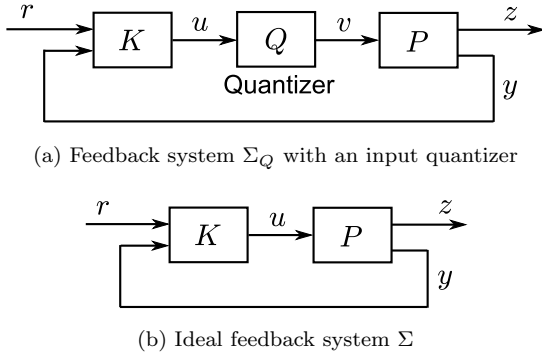 r u v z
K Q P
Quantizer
y
(a) Feedback system Σ_Q with an input quantizer
r u z
K P
y
(b) Ideal feedback system Σ